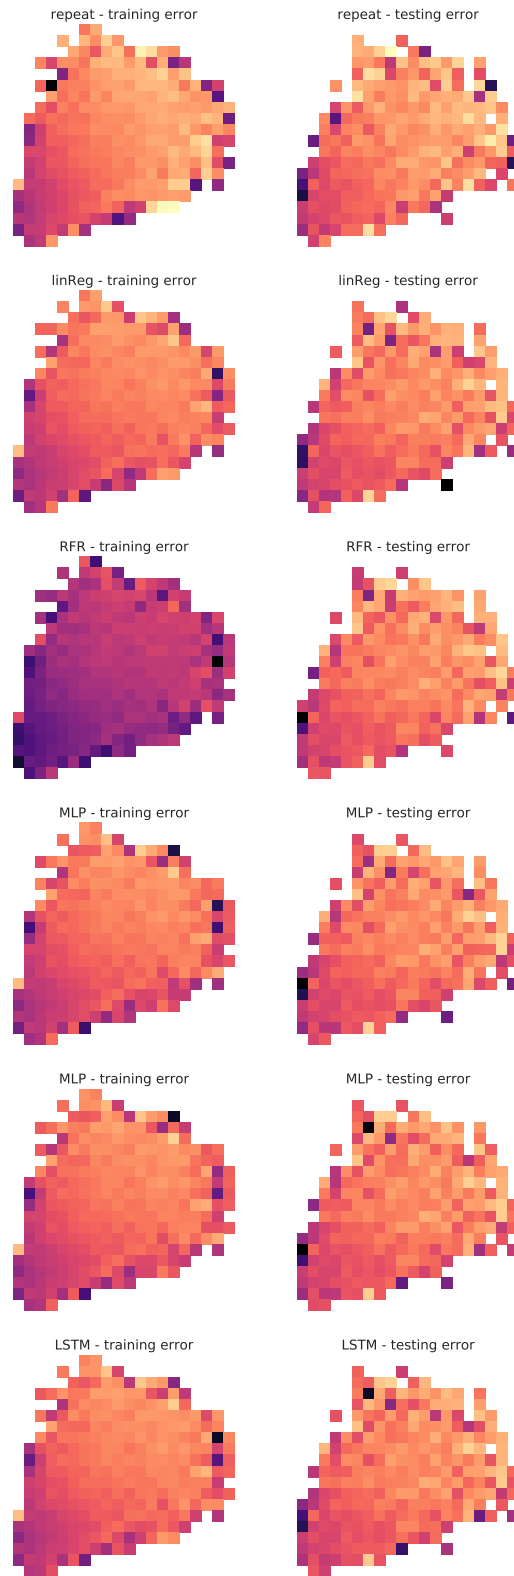 repeat - training error
repeat - testing error
linReg - training error
linReg - testing error
RFR - training error
RFR - testing error
MLP - training error
MLP - testing error
MLP - training error
MLP - testing error
LSTM - training error
LSTM - testing error